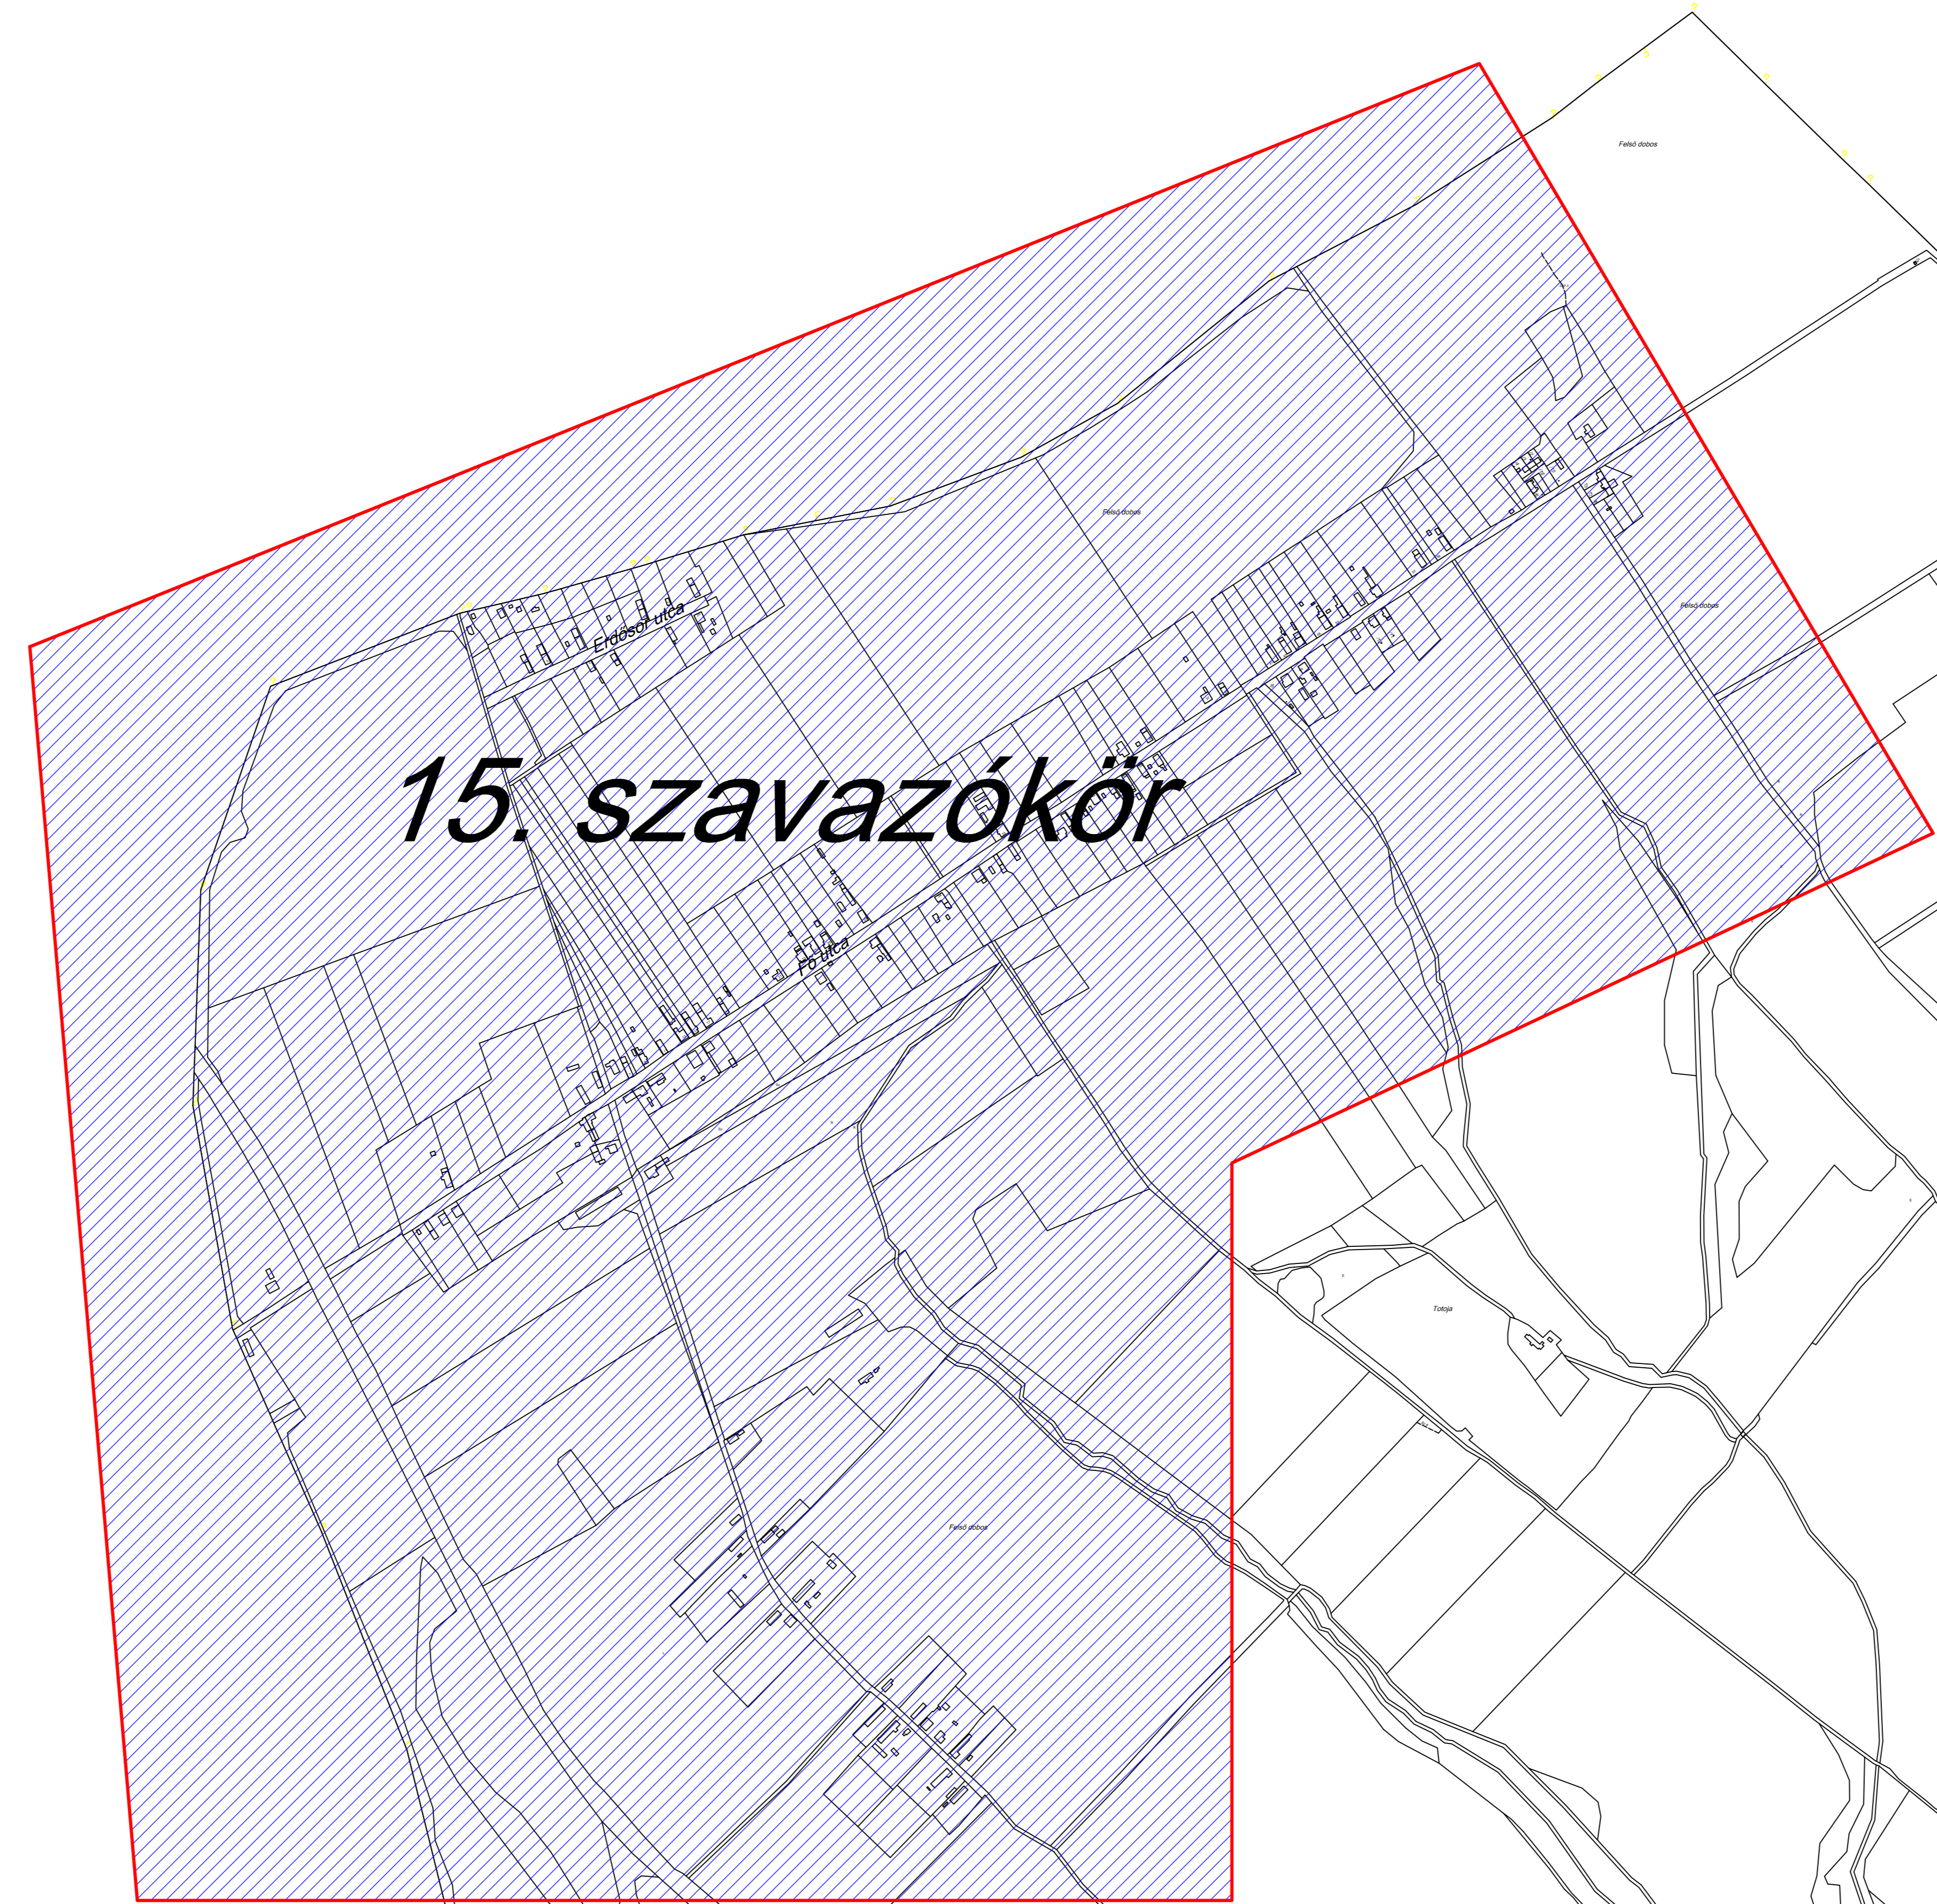 Felső dobos
Felső dobos
Felső dobos
Erdősor utca
15. szavazókör
Fő utca
Totoja
Felső dobos